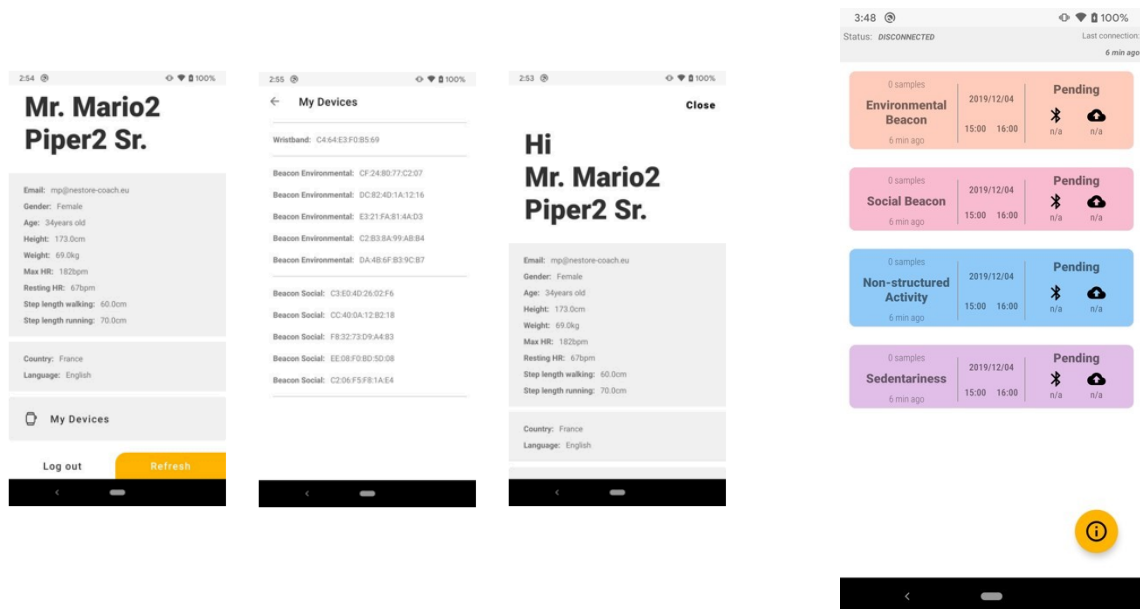 2:54 100%
Mr. Mario2
Piper2 Sr.
Email: mp@nestore-coach.eu
Gender: Female
Age: 34years old
Height: 173.0cm
Weight: 69.0kg
Max HR: 182bpm
Resting HR: 67bpm
Step length walking: 60.0cm
Step length running: 70.0cm
Country: France
Language: English
My Devices
Log out Refresh
2:55 100%
My Devices
Wristband: C4:64:E3:F0:B5:69
Beacon Environmental: CF:24:80:77:C2:07
Beacon Environmental: DC:82:4D:1A:12:16
Beacon Environmental: E3:21:FA:81:4A:D3
Beacon Environmental: C2:B3:8A:99:AB:B4
Beacon Environmental: DA:4B:6F:B3:9C:B7
Beacon Social: C3:E0:4D:26:02:F6
Beacon Social: CC:40:0A:12:B2:18
Beacon Social: F8:32:73:D9:A4:83
Beacon Social: EE:08:F0:BD:5D:08
Beacon Social: C2:06:F5:F8:1A:E4
2:53 100%
Close
Hi
Mr. Mario2
Piper2 Sr.
Email: mp@nestore-coach.eu
Gender: Female
Age: 34years old
Height: 173.0cm
Weight: 69.0kg
Max HR: 182bpm
Resting HR: 67bpm
Step length walking: 60.0cm
Step length running: 70.0cm
Country: France
Language: English
3:48 100%
Status: DISCONNECTED Last connection:
6 min ago
0 samples
Environmental
Beacon
6 min ago
2019/12/04
15:00 16:00
Pending
n/a n/a
0 samples
Social Beacon
6 min ago
2019/12/04
15:00 16:00
Pending
n/a n/a
0 samples
Non-structured
Activity
6 min ago
2019/12/04
15:00 16:00
Pending
n/a n/a
0 samples
Sedentariness
6 min ago
2019/12/04
15:00 16:00
Pending
n/a n/a